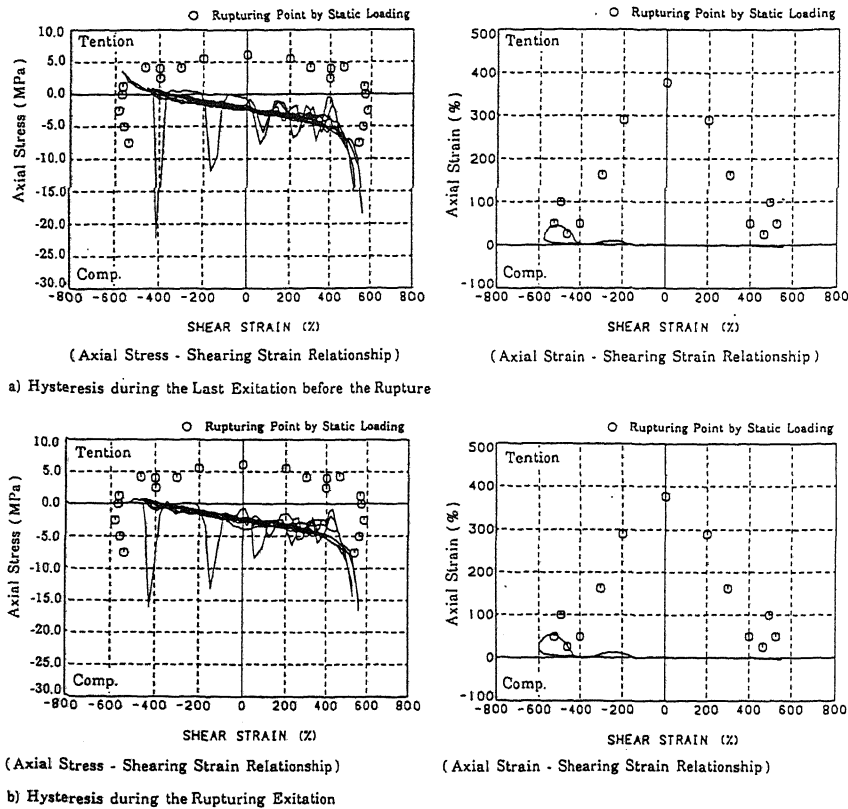 ○ Rupturing Point by Static Loading
Tention
Axial Stress (MPa)
10.0
5.0
0.0
-5.0
-10.0
-15.0
-20.0
-25.0
-30.0
Comp.
-800 -600 -400 -200 0 200 400 600 800
SHEAR STRAIN (%)
(Axial Stress - Shearing Strain Relationship)
○ Rupturing Point by Static Loading
Tention
Axial Strain (%)
500
400
300
200
100
0
-100
Comp.
-800 -600 -400 -200 0 200 400 600 800
SHEAR STRAIN (%)
(Axial Strain - Shearing Strain Relationship)
a) Hysteresis during the Last Exitation before the Rupture
○ Rupturing Point by Static Loading
Tention
Axial Stress (MPa)
10.0
5.0
0.0
-5.0
-10.0
-15.0
-20.0
-25.0
-30.0
Comp.
-800 -600 -400 -200 0 200 400 600 800
SHEAR STRAIN (%)
(Axial Stress - Shearing Strain Relationship)
○ Rupturing Point by Static Loading
Tention
Axial Strain (%)
500
400
300
200
100
0
-100
Comp.
-800 -600 -400 -200 0 200 400 600 800
SHEAR STRAIN (%)
(Axial Strain - Shearing Strain Relationship)
b) Hysteresis during the Rupturing Exitation